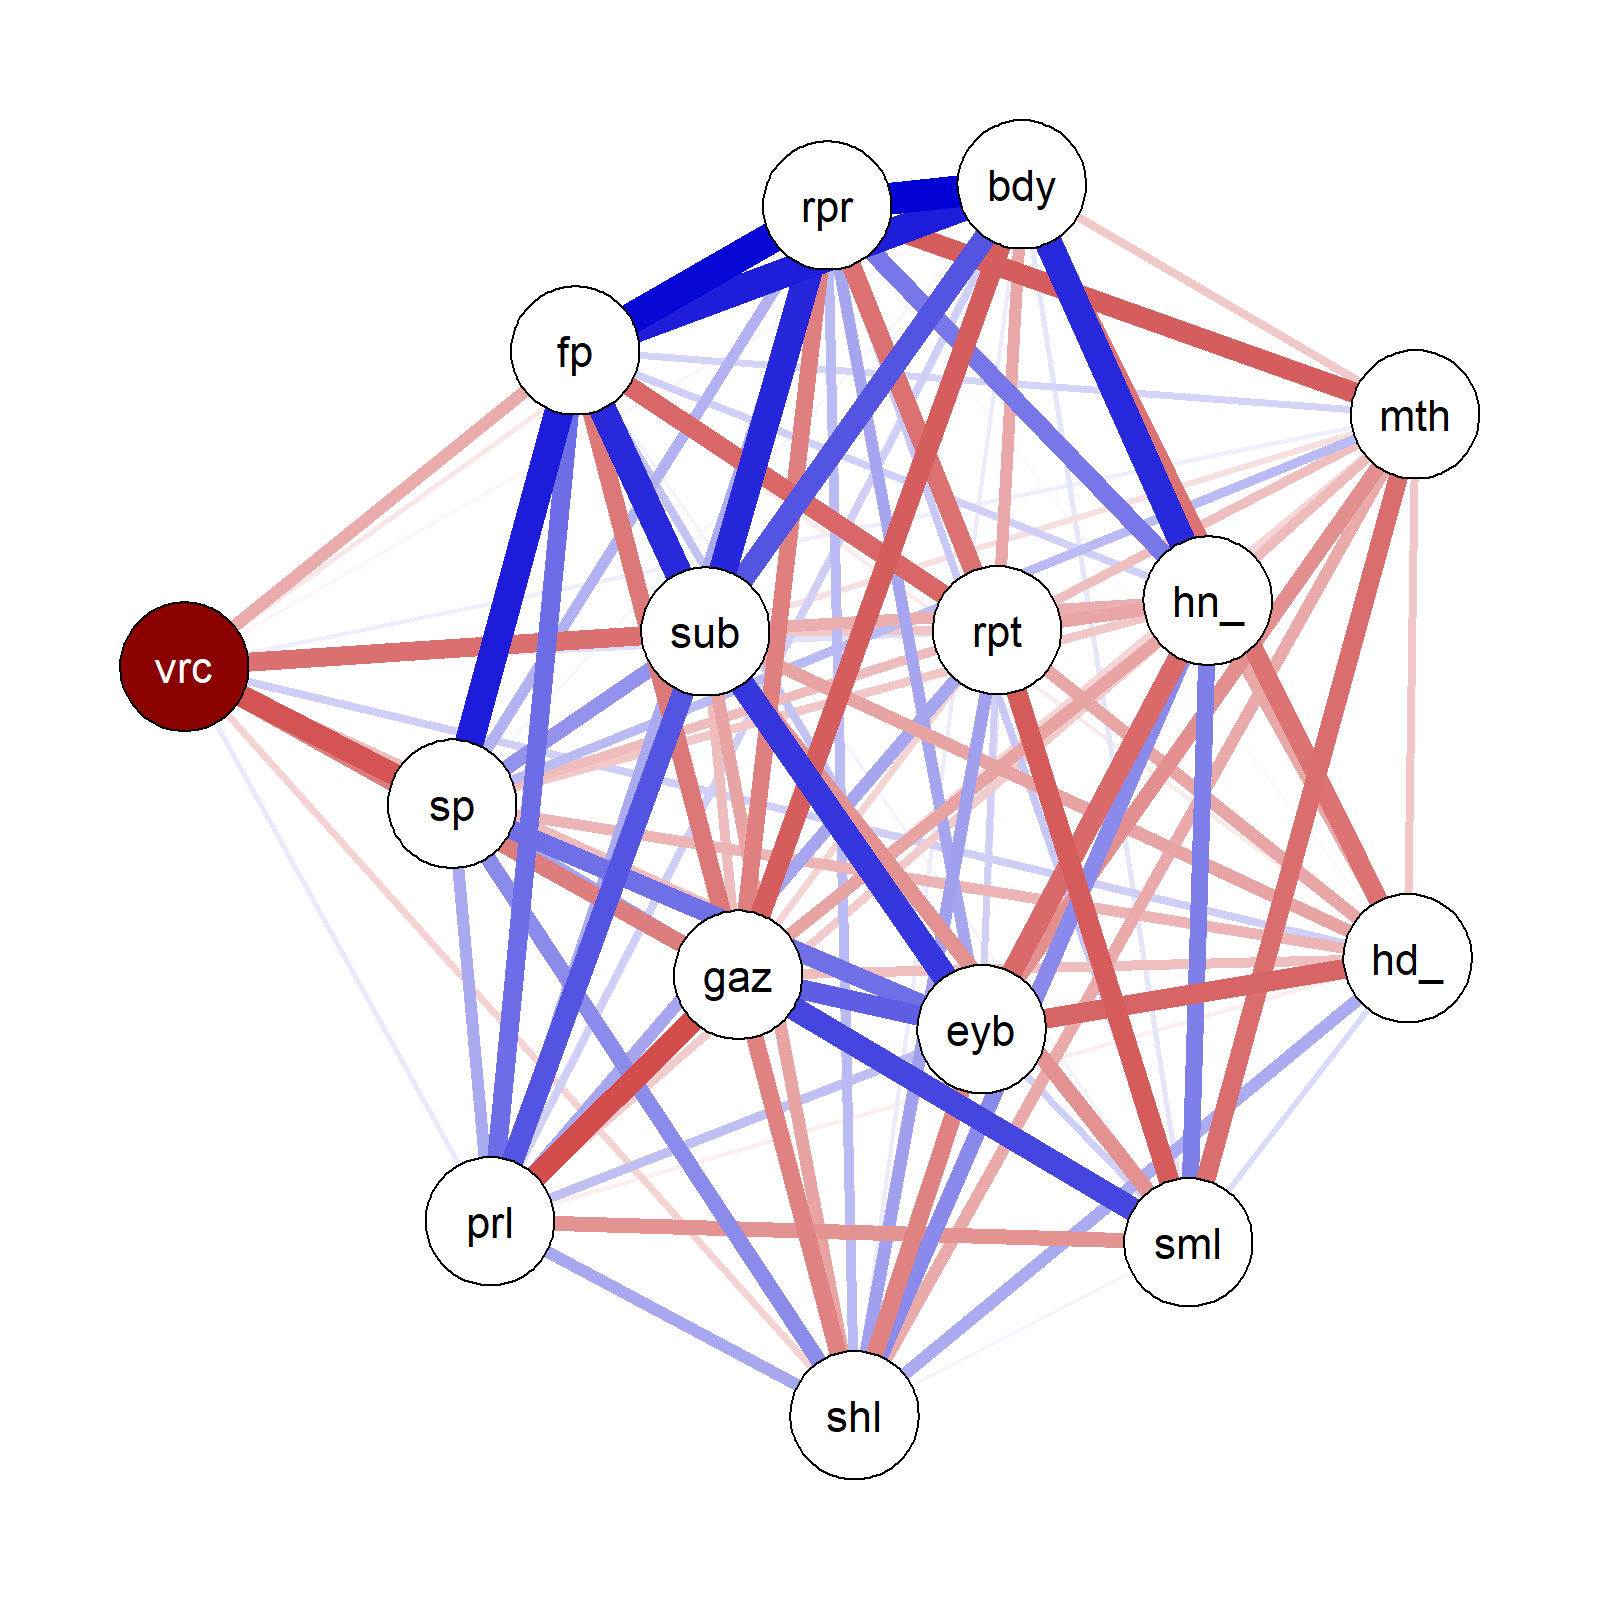 bdy
rpr
fp
mth
hn_
sub
rpt
vrc
sp
hd_
gaz
eyb
prl
sml
shl